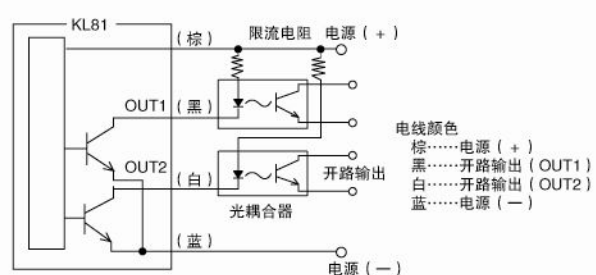 KL81
(棕)
限流电阻
电源(+)
OUT1
(黑)
OUT2
(白)
开路输出
光耦合器
(蓝)
电源(—)
电线颜色
棕……电源(+)
黑……开路输出(OUT1)
白……开路输出(OUT2)
蓝……电源(—)